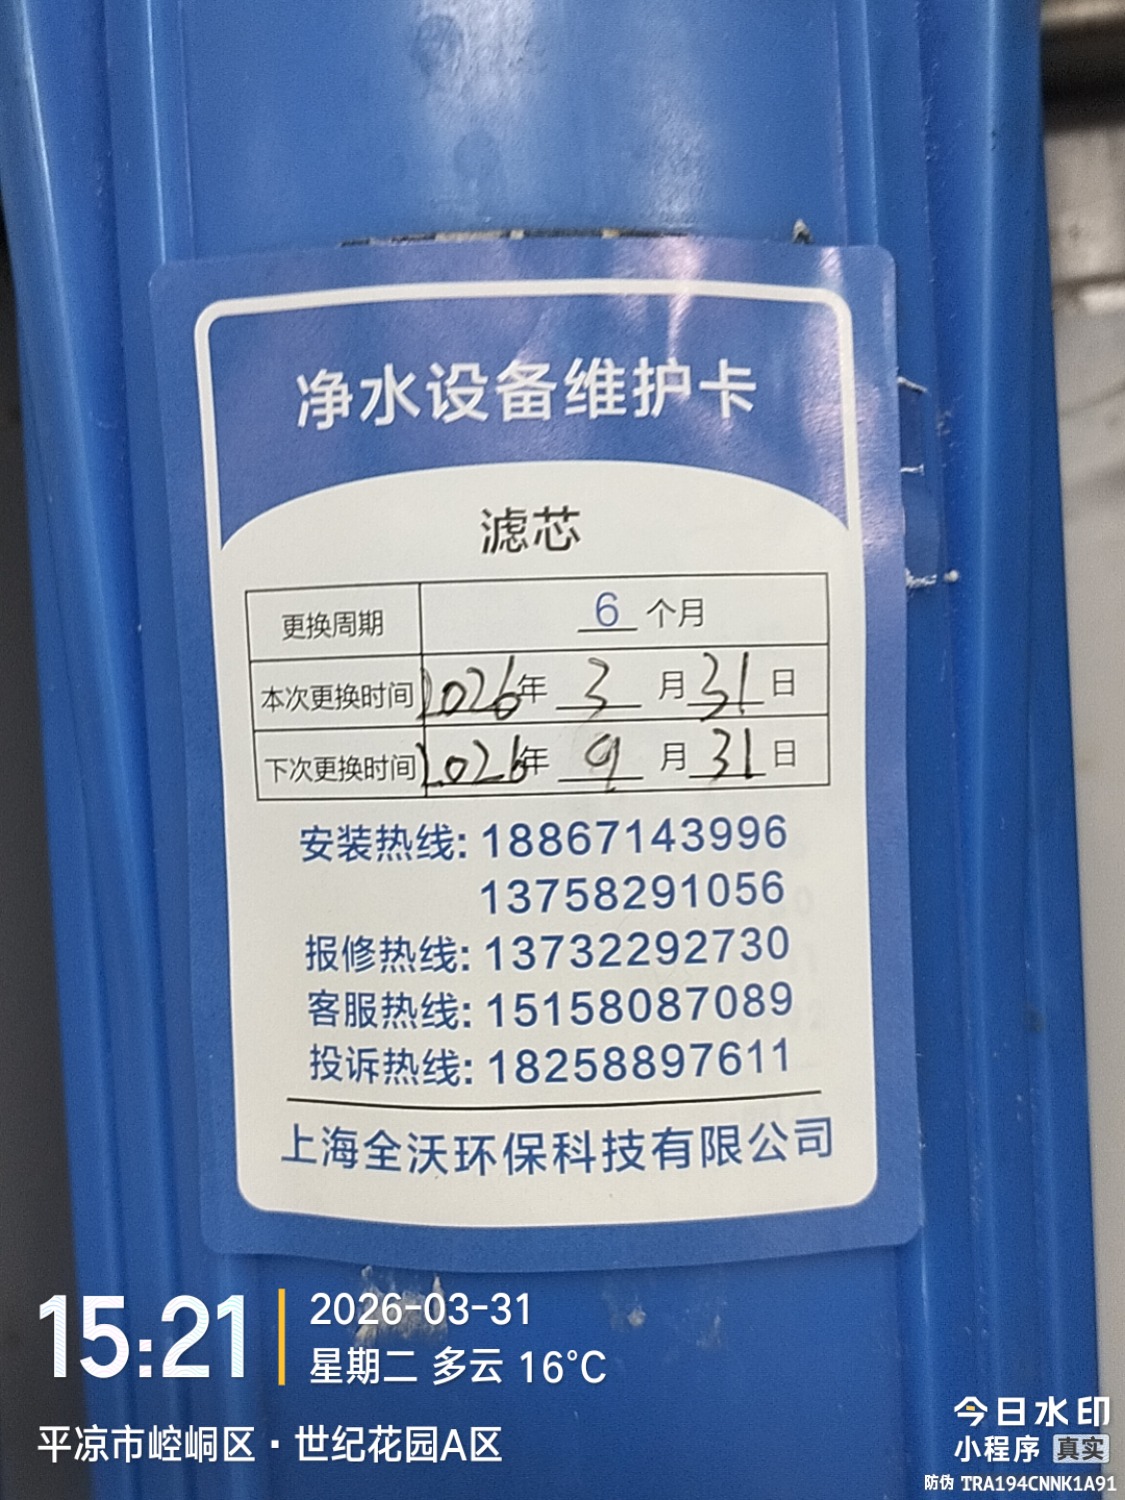 净水设备维护卡
滤芯
更换周期 6 个月
本次更换时间 2026年 3 月 31 日
下次更换时间 2026年 9 月 31 日
安装热线: 18867143996
13758291056
报修热线: 13732292730
客服热线: 15158087089
投诉热线: 18258897611
上海全沃环保科技有限公司
15:21
2026-03-31
星期二 多云 16°C
平凉市崆峒区·世纪花园A区
今日水印
小程序 真实
防伪 TRA194CNNK1A91